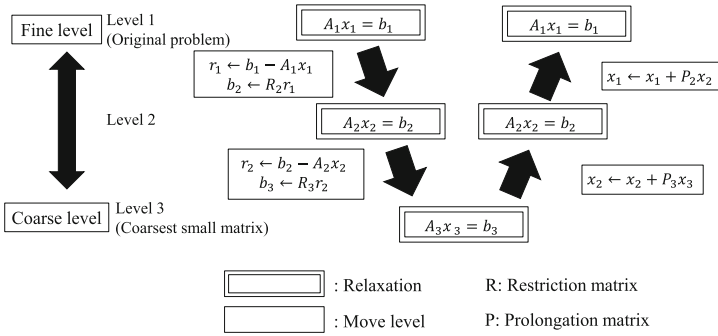 Fine level
Level 1
(Original problem)
A₁x₁ = b₁
A₁x₁ = b₁
r₁ ← b₁ − A₁x₁
b₂ ← R₂r₁
x₁ ← x₁ + P₂x₂
Level 2
A₂x₂ = b₂
A₂x₂ = b₂
r₂ ← b₂ − A₂x₂
b₃ ← R₃r₂
x₂ ← x₂ + P₃x₃
Coarse level
Level 3
(Coarsest small matrix)
A₃x₃ = b₃
: Relaxation
R: Restriction matrix
: Move level
P: Prolongation matrix